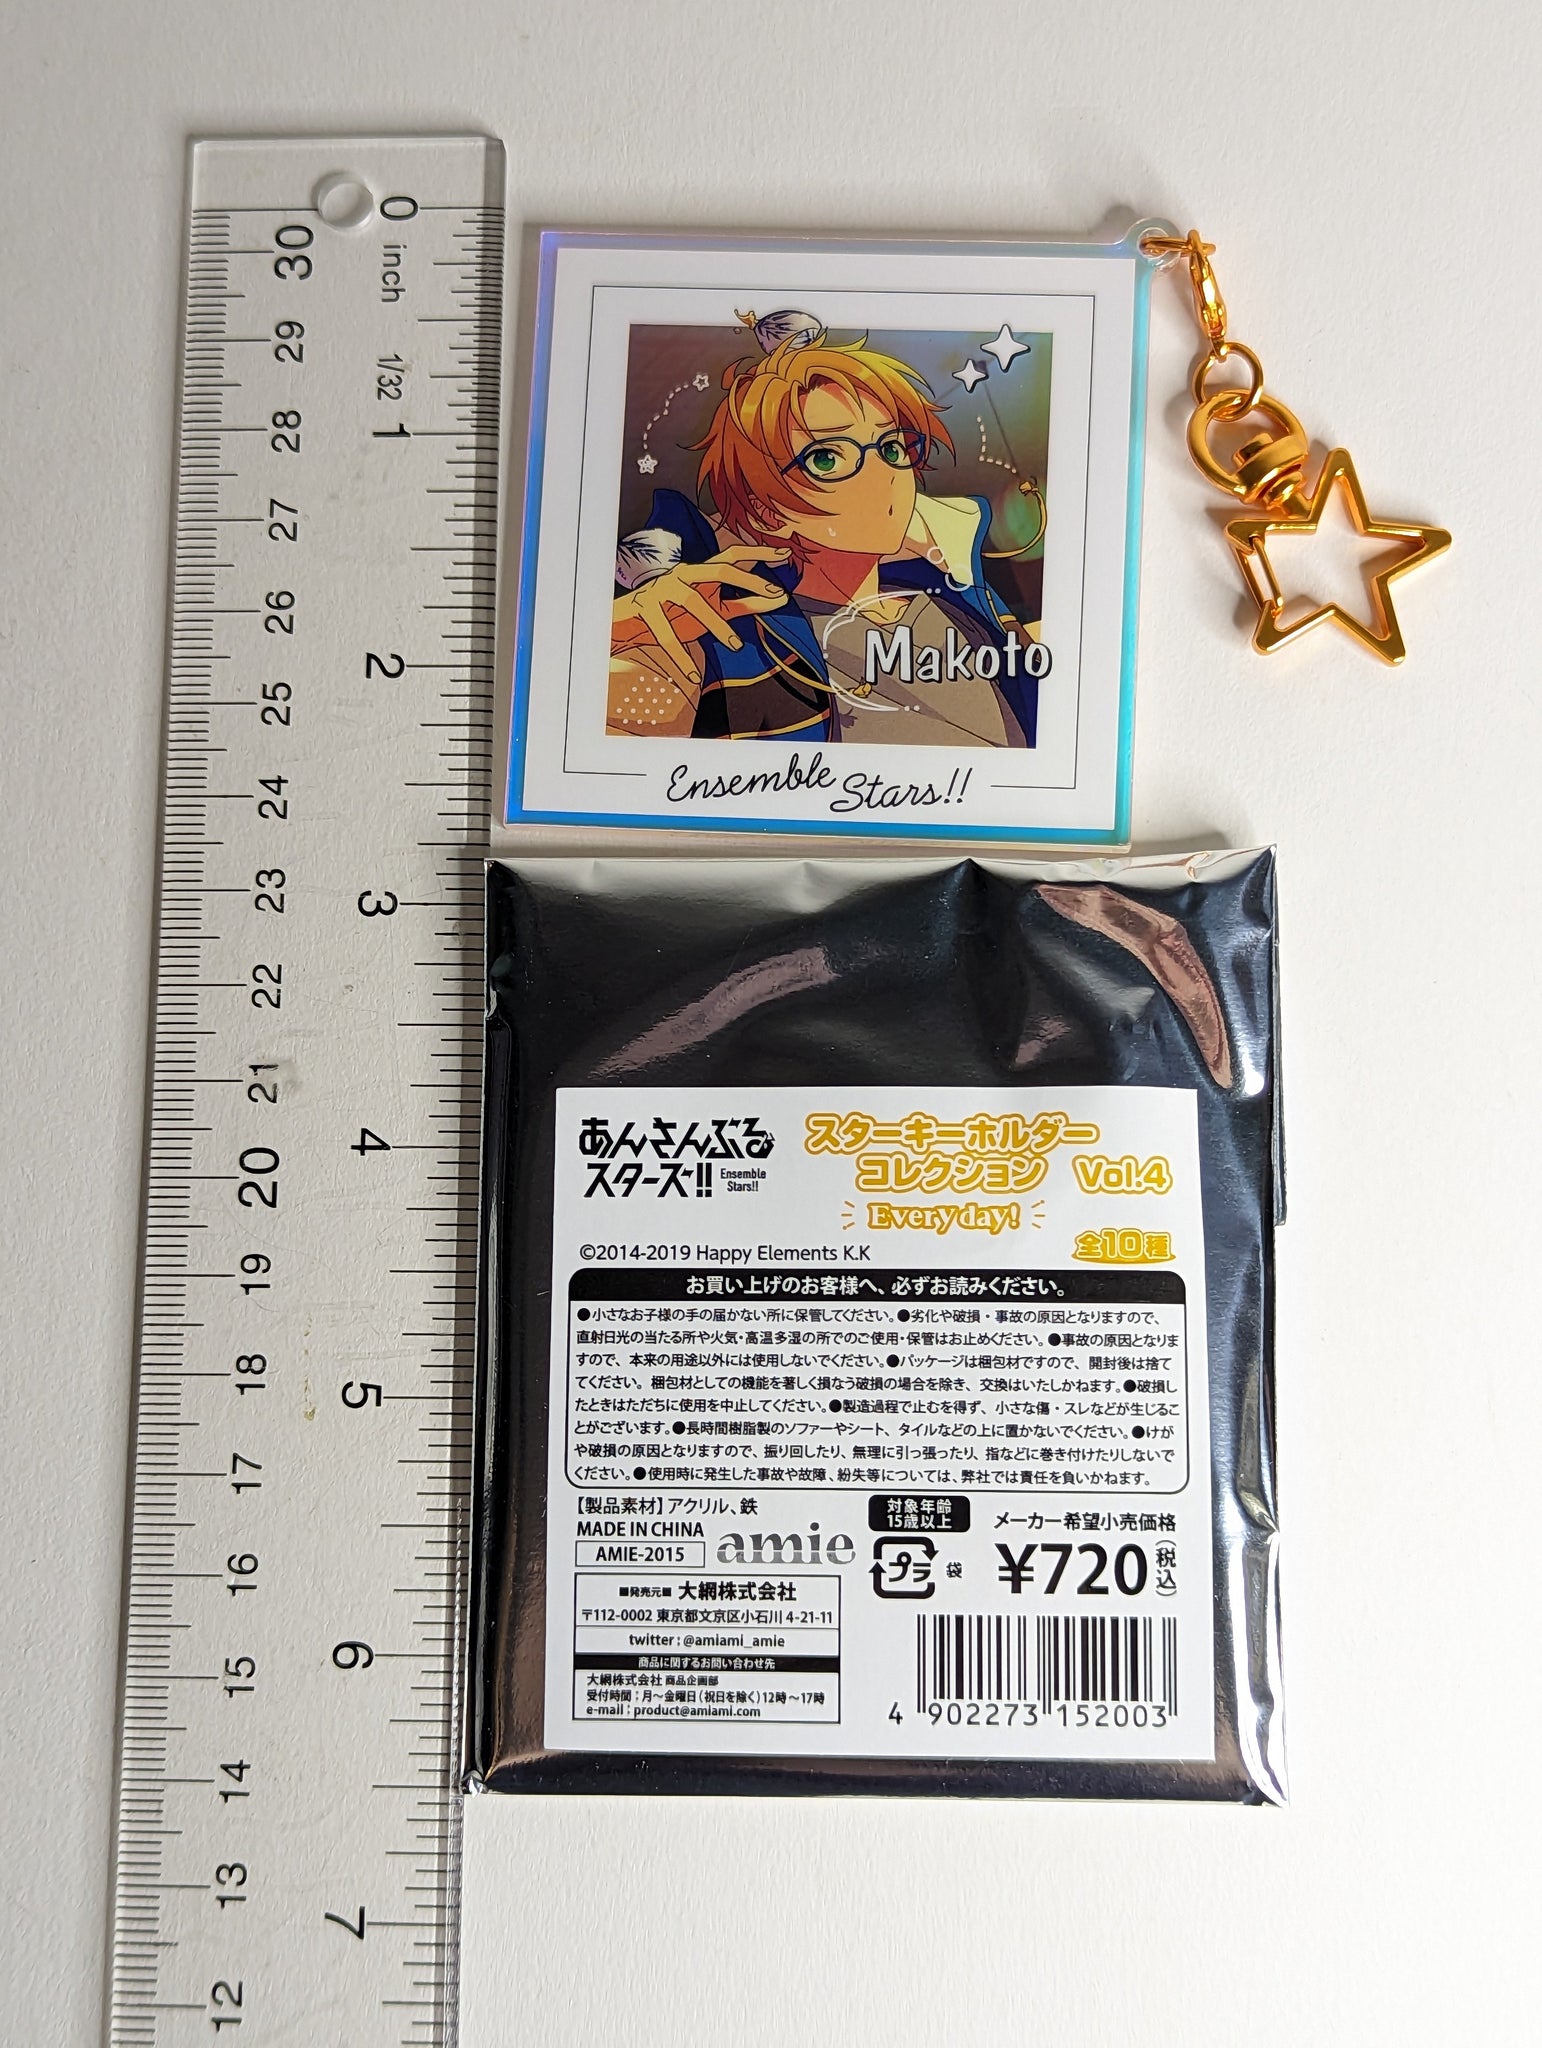 0
inch
1/32
1
2
3
4
5
6
7
30
29
28
27
26
25
24
23
22
21
20
19
18
17
16
15
14
13
12
Makoto
Ensemble Stars!!
あんさんぶる
スターズ!!
Ensemble
Stars!!
スターキーホルダー
コレクション Vol.4
Everyday!
全10種
©2014-2019 Happy Elements K.K
お買い上げのお客様へ、必ずお読みください。
●小さなお子様の手の届かない所に保管してください。●劣化や破損・事故の原因となりますので、
直射日光の当たる所や火気・高温多湿の所でのご使用・保管はお止めください。●事故の原因となりま
すので、本来の用途以外には使用しないでください。●パッケージは梱包材ですので、開封後は捨て
てください。梱包材としての機能を著しく損なう破損の場合を除き、交換はいたしかねます。●破損し
たときはただちに使用を中止してください。●製造過程で止むを得ず、小さな傷・スレなどが生じるこ
とがございます。●長時間樹脂製のソファーやシート、タイルなどの上に置かないでください。●けが
や破損の原因となりますので、振り回したり、無理に引っ張ったり、指などに巻き付けたりしないで
ください。●使用時に発生した事故や故障、紛失等については、弊社では責任を負いかねます。
【製品素材】アクリル、鉄
MADE IN CHINA
AMIE-2015
amie
対象年齢
15歳以上
プラ
袋
メーカー希望小売価格
¥720(税込)
■発売元■ 大網株式会社
〒112-0002 東京都文京区小石川 4-21-11
twitter : @amiami_amie
商品に関するお問い合わせ先
大網株式会社 商品企画部
受付時間：月～金曜日(祝日を除く)12時～17時
e-mail : product@amiami.com
4 902273 152003